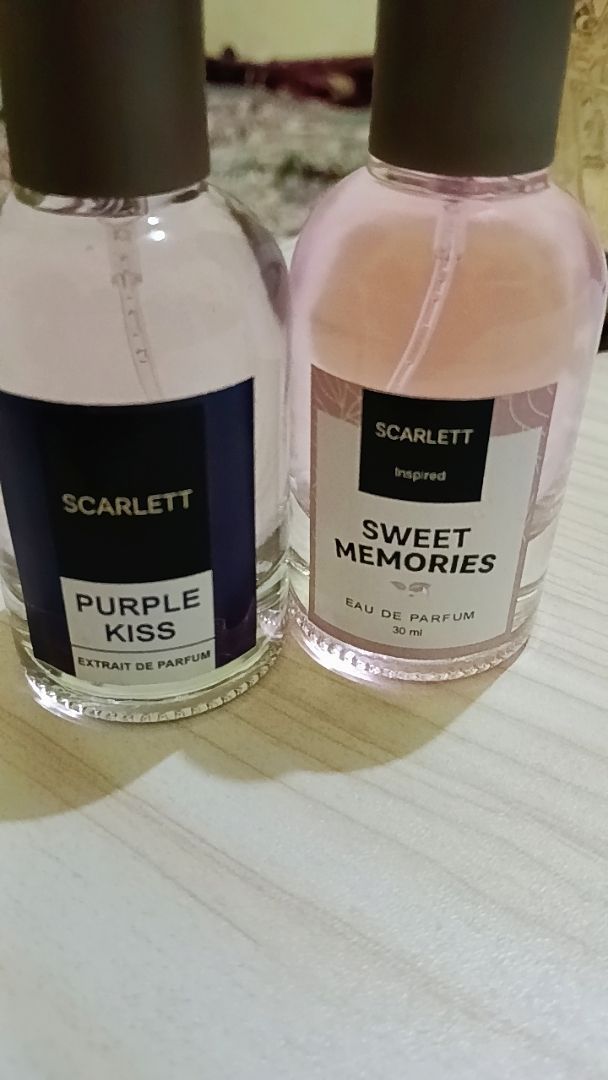 SCARLETT
PURPLE
KISS
EXTRAIT DE PARFUM
SCARLETT
Inspired
SWEET
MEMORIES
EAU DE PARFUM
30 ml